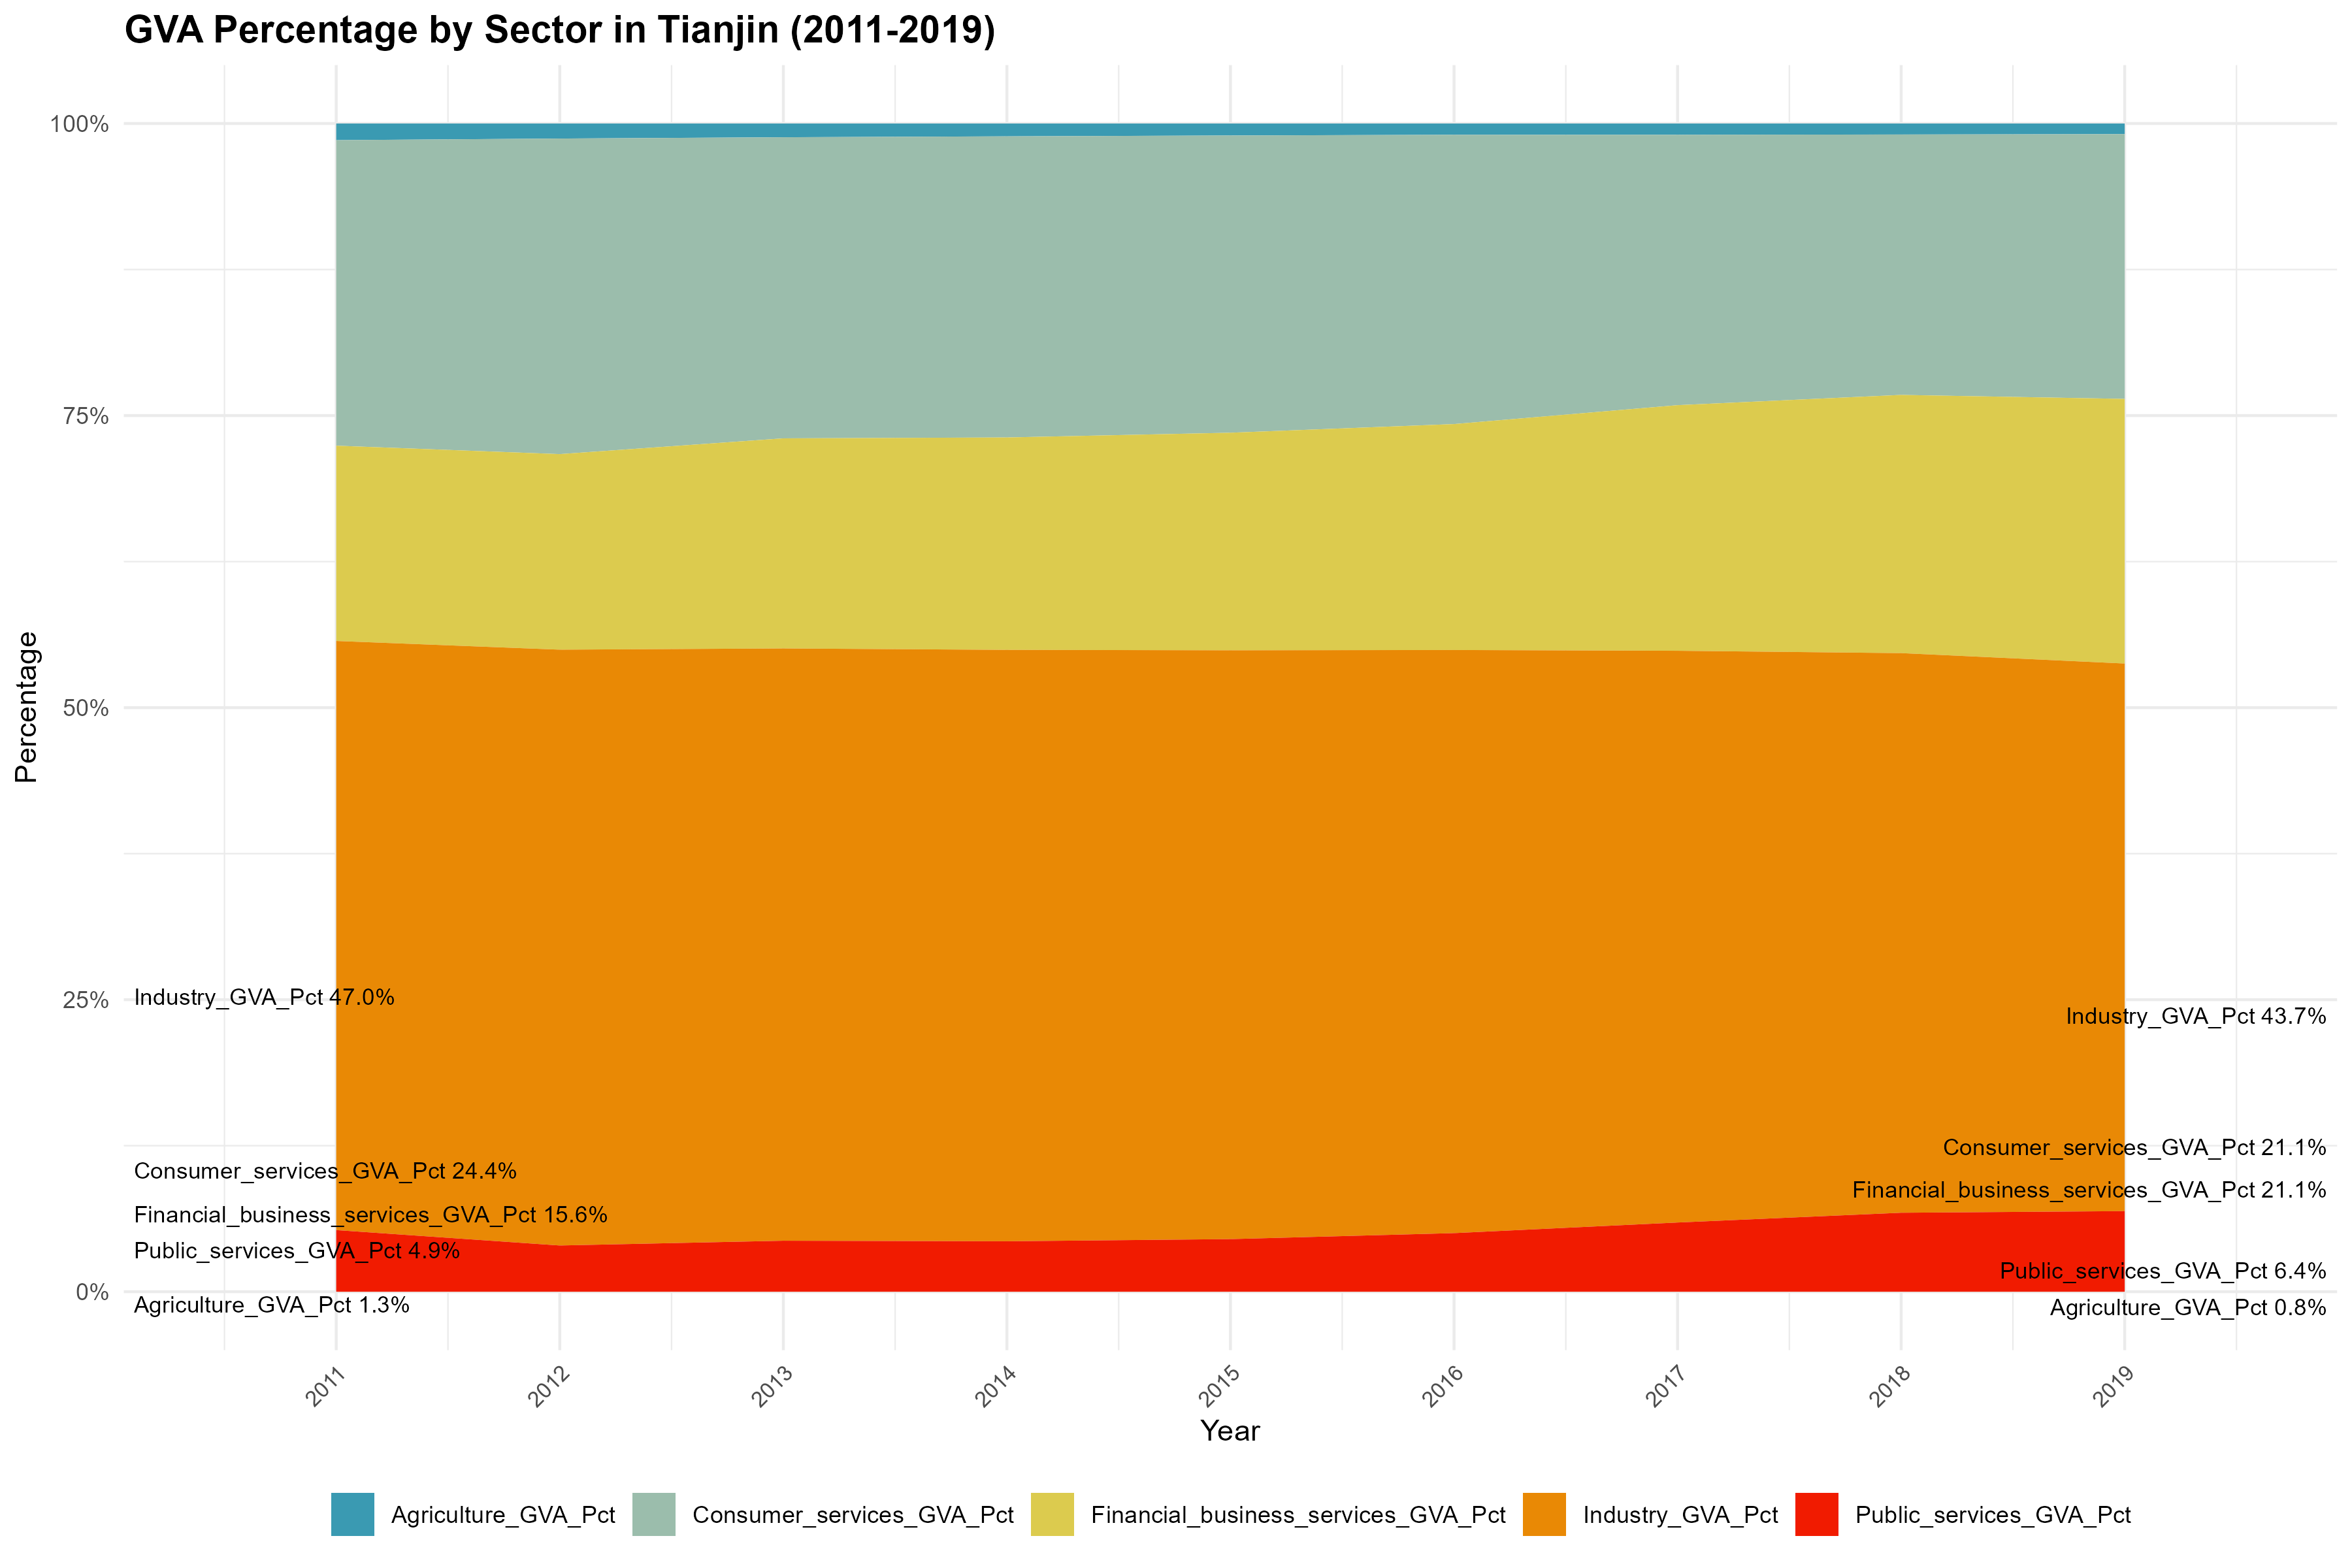 GVA Percentage by Sector in Tianjin (2011-2019)
100%
75%
50%
25%
0%
Percentage
Industry_GVA_Pct 47.0%
Consumer_services_GVA_Pct 24.4%
Financial_business_services_GVA_Pct 15.6%
Public_services_GVA_Pct 4.9%
Agriculture_GVA_Pct 1.3%
Industry_GVA_Pct 43.7%
Consumer_services_GVA_Pct 21.1%
Financial_business_services_GVA_Pct 21.1%
Public_services_GVA_Pct 6.4%
Agriculture_GVA_Pct 0.8%
2011 2012 2013 2014 2015 2016 2017 2018 2019
Year
Agriculture_GVA_Pct Consumer_services_GVA_Pct Financial_business_services_GVA_Pct Industry_GVA_Pct Public_services_GVA_Pct